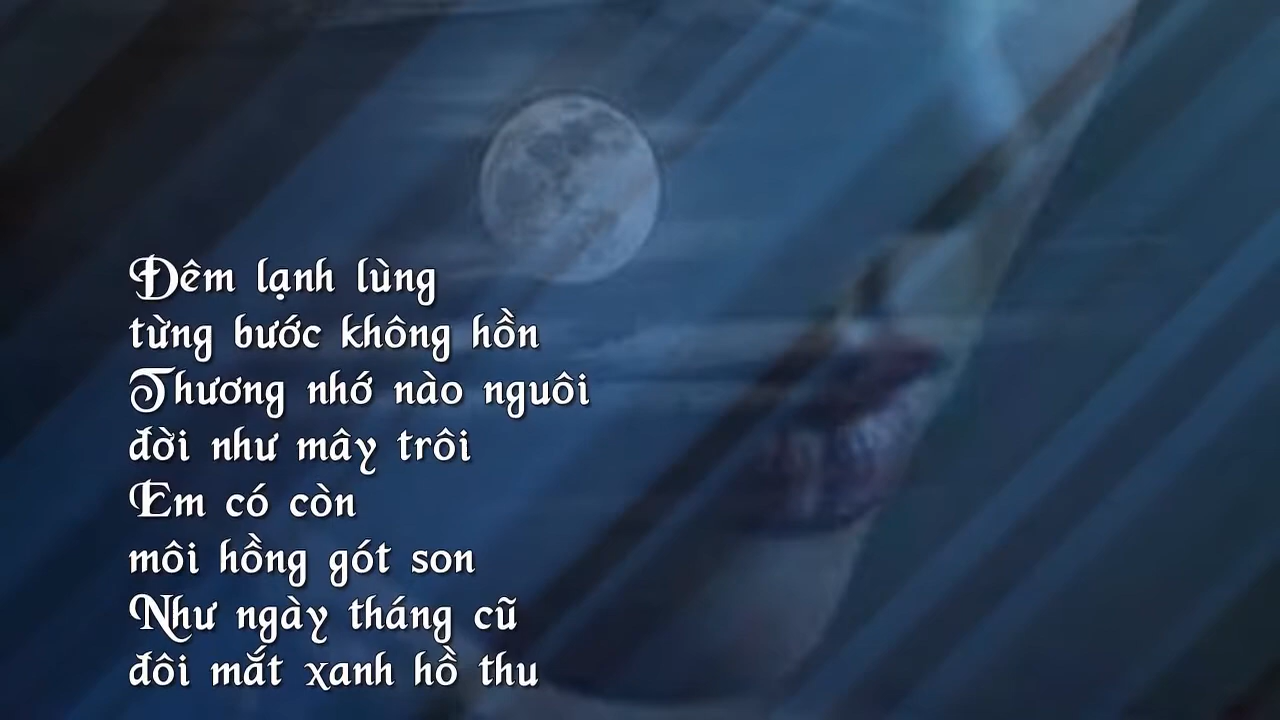 Đêm lạnh lùng
từng bước không hồn
Thương nhớ nào nguôi
đời như mây trôi
Em có còn
môi hồng gót son
Như ngày tháng cũ
đôi mắt xanh hồ thu